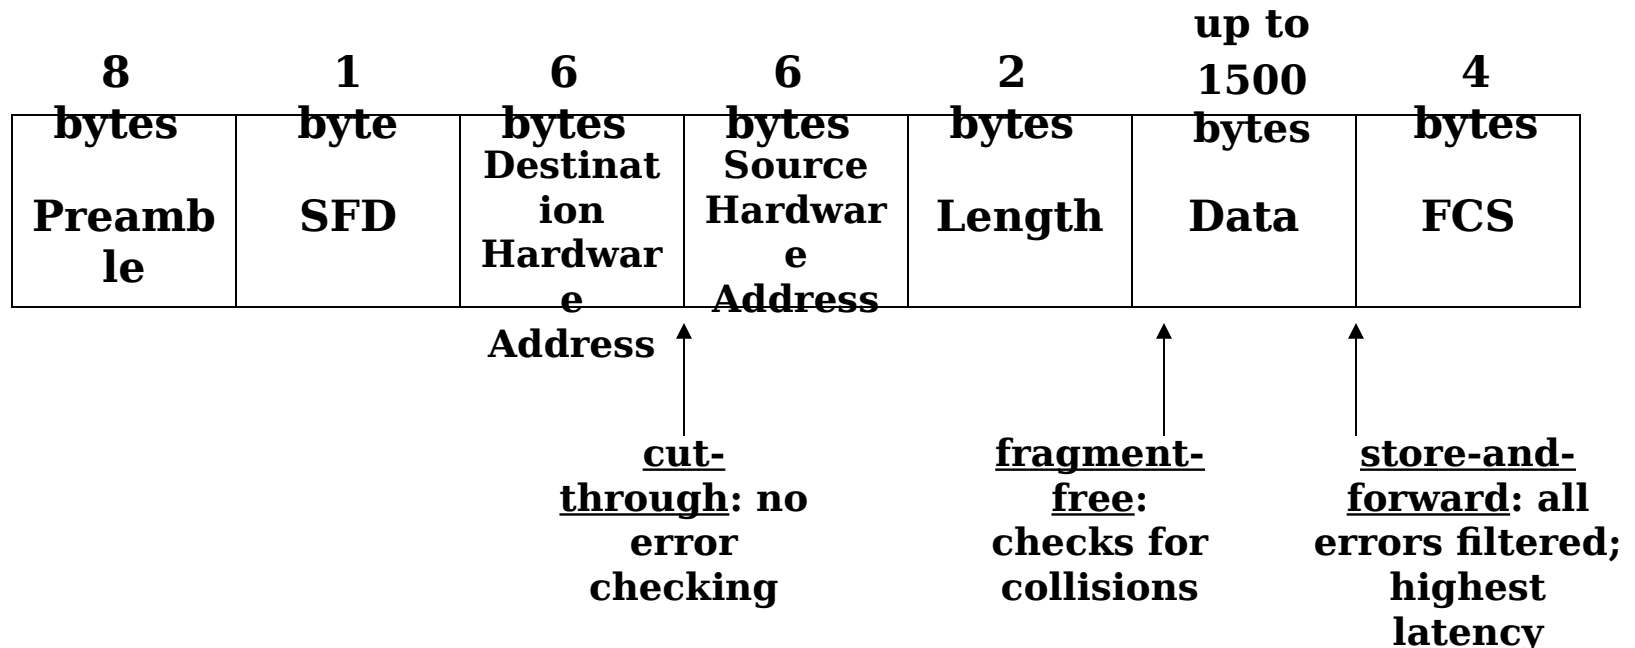 8
bytes
1
byte
6
bytes
6
bytes
2
bytes
up to
1500
bytes
4
bytes
Preamb
le
SFD
Destinat
ion
Hardwar
e
Address
Source
Hardwar
e
Address
Length
Data
FCS
cut-
through: no
error
checking
fragment-
free:
checks for
collisions
store-and-
forward: all
errors filtered;
highest
latency